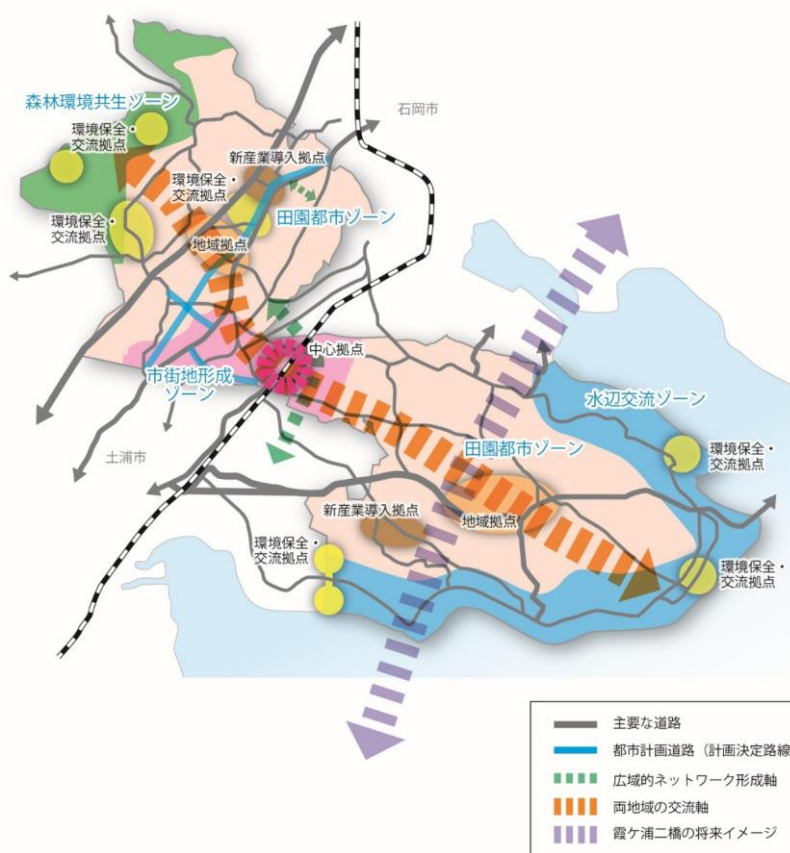 森林環境共生ゾーン
環境保全・
交流拠点
石岡市
新産業導入拠点
環境保全・
交流拠点
田園都市ゾーン
環境保全・
交流拠点
地域拠点
中心拠点
市街地形成
ゾーン
水辺交流ゾーン
土浦市
田園都市ゾーン
環境保全・
交流拠点
新産業導入拠点
地域拠点
環境保全・
交流拠点
環境保全・
交流拠点
主要な道路
都市計画道路（計画決定路線
広域的ネットワーク形成軸
両地域の交流軸
霞ケ浦二橋の将来イメージ